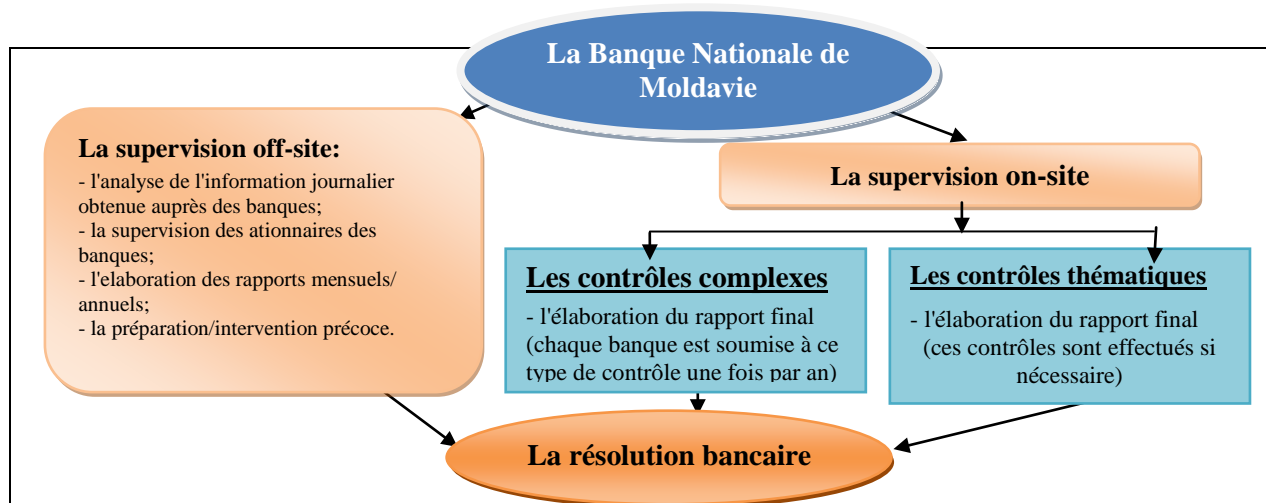 La Banque Nationale de
Moldavie
La supervision off-site:
- l'analyse de l'information journalier
obtenue auprès des banques;
- la supervision des ationnaires des
banques;
- l'elaboration des rapports mensuels/
annuels;
- la préparation/intervention précoce.
La supervision on-site
Les contrôles complexes
- l'élaboration du rapport final
(chaque banque est soumise à ce
type de contrôle une fois par an)
Les contrôles thématiques
- l'élaboration du rapport final
(ces contrôles sont effectués si
nécessaire)
La résolution bancaire